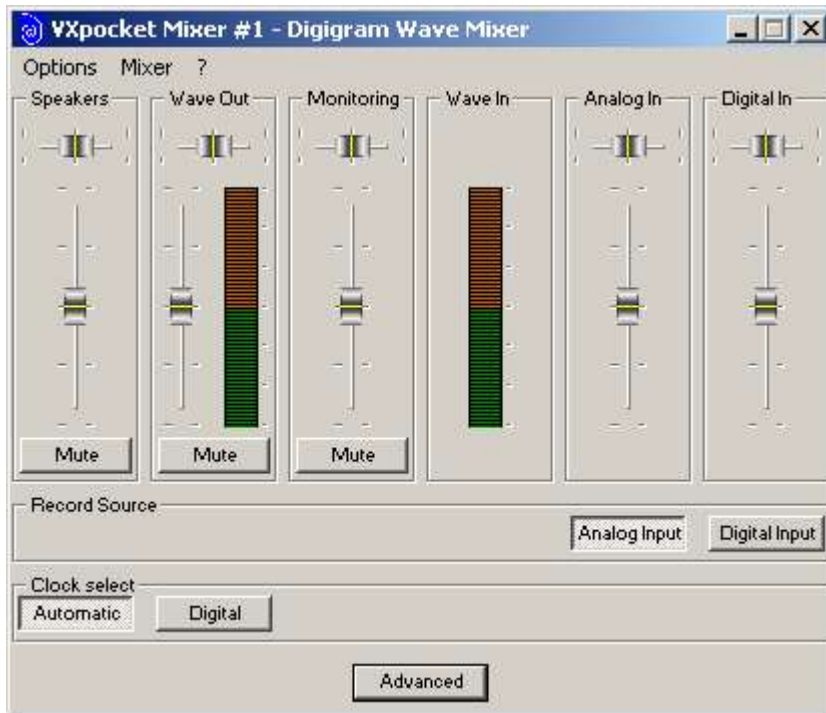 VXpocket Mixer #1 - Digigram Wave Mixer
Options Mixer ?
Speakers Wave Out Monitoring Wave In Analog In Digital In
Mute Mute Mute
Record Source
Analog Input Digital Input
Clock select
Automatic Digital
Advanced